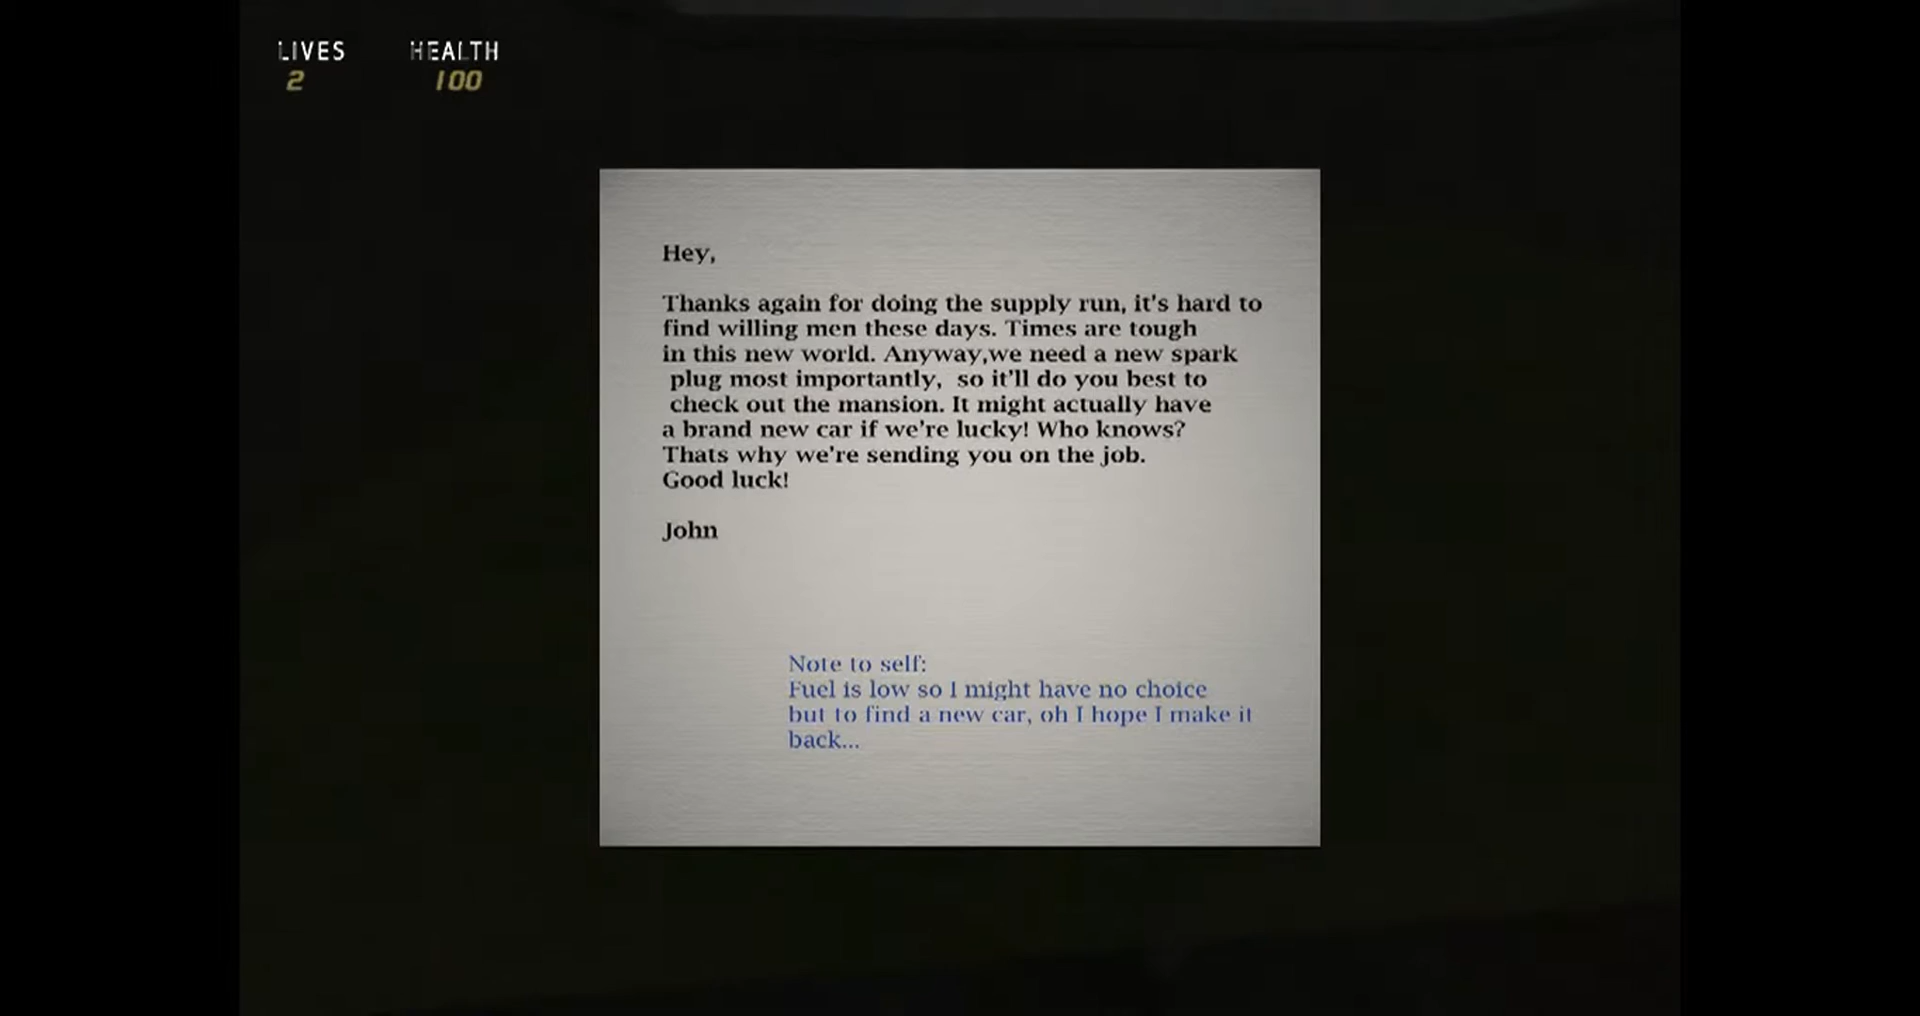 LIVES HEALTH
2 100
Hey,
Thanks again for doing the supply run, it's hard to
find willing men these days. Times are tough
in this new world. Anyway,we need a new spark
plug most importantly,  so it'll do you best to
check out the mansion. It might actually have
a brand new car if we're lucky! Who knows?
Thats why we're sending you on the job.
Good luck!
John
Note to self:
Fuel is low so I might have no choice
but to find a new car, oh I hope I make it
back...